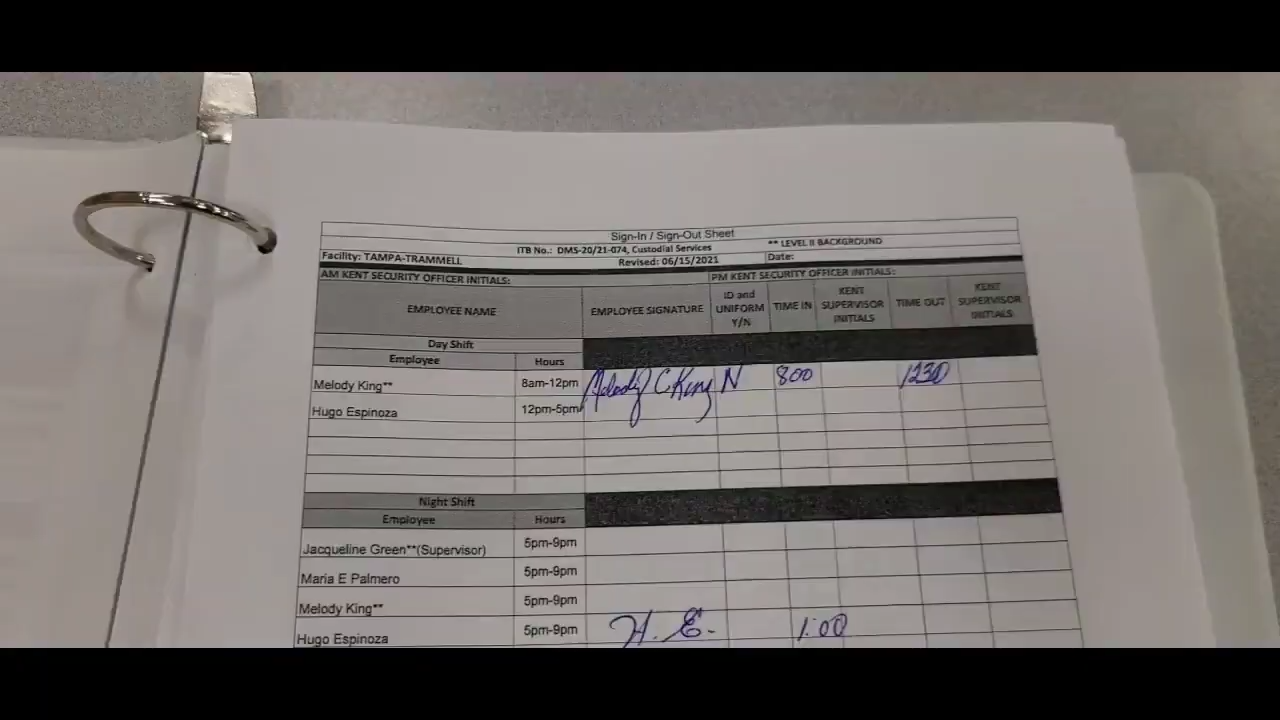 Sign-In / Sign-Out Sheet
ITB No.: DMS-20/21-074, Custodial Services ** LEVEL II BACKGROUND
Facility: TAMPA-TRAMMELL Revised: 06/15/2021 Date:
AM KENT SECURITY OFFICER INITIALS: PM KENT SECURITY OFFICER INITIALS:
EMPLOYEE NAME EMPLOYEE SIGNATURE ID and UNIFORM Y/N TIME IN KENT SUPERVISOR INITIALS TIME OUT KENT SUPERVISOR INITIALS
Day Shift
Employee Hours
Melody King** 8am-12pm Melody C King N 800 1230
Hugo Espinoza 12pm-5pm
Night Shift
Employee Hours
Jacqueline Green**(Supervisor) 5pm-9pm
Maria E Palmero 5pm-9pm
Melody King** 5pm-9pm
Hugo Espinoza 5pm-9pm H. E. 1:00